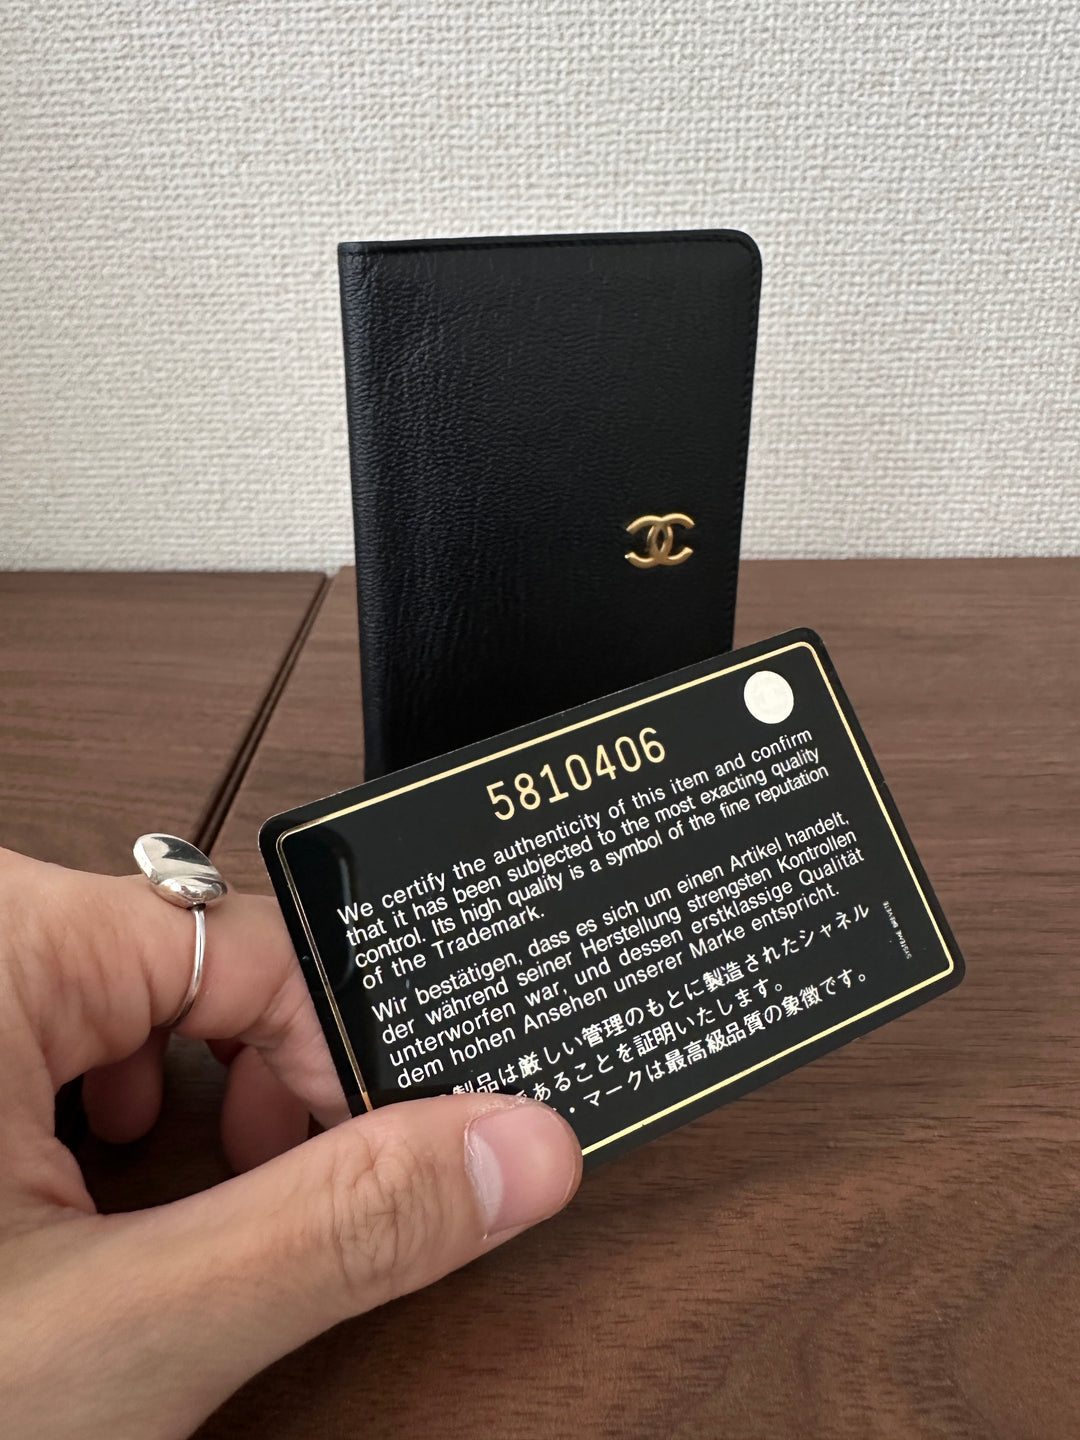 5810406
We certify the authenticity of this item and confirm
that it has been subjected to the most exacting quality
control. Its high quality is a symbol of the fine reputation
of the Trademark.
Wir bestätigen, dass es sich um einen Artikel handelt,
der während seiner Herstellung strengsten Kontrollen
unterworfen war, und dessen erstklassige Qualität
dem hohen Ansehen unserer Marke entspricht.
製品は厳しい管理のもとに製造されたシャネル
であることを証明いたします。
・マークは最高級品質の象徴です。
SYSTEME BREVETE